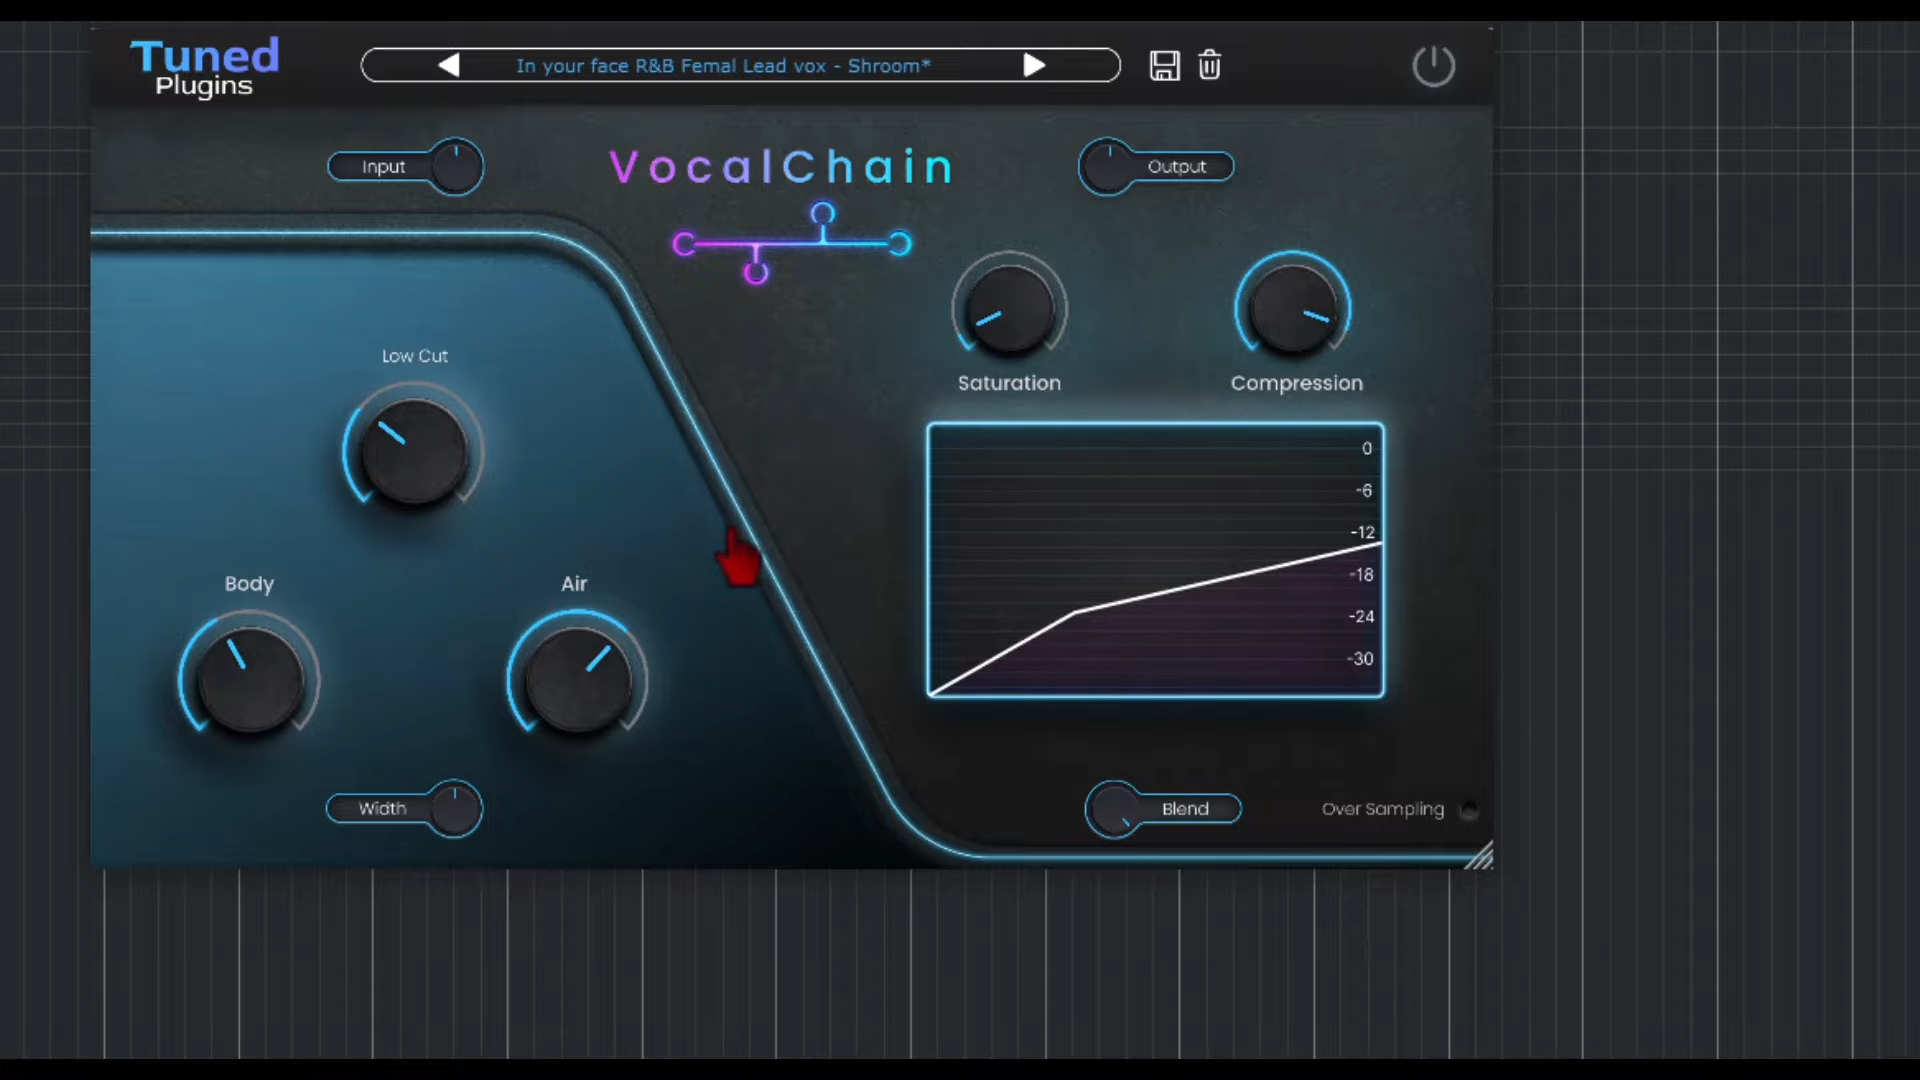 Tuned
Plugins
In your face R&B Femal Lead vox - Shroom*
Input
VocalChain
Output
Low Cut
Saturation
Compression
0
-6
-12
-18
-24
-30
Body
Air
Width
Blend
Over Sampling